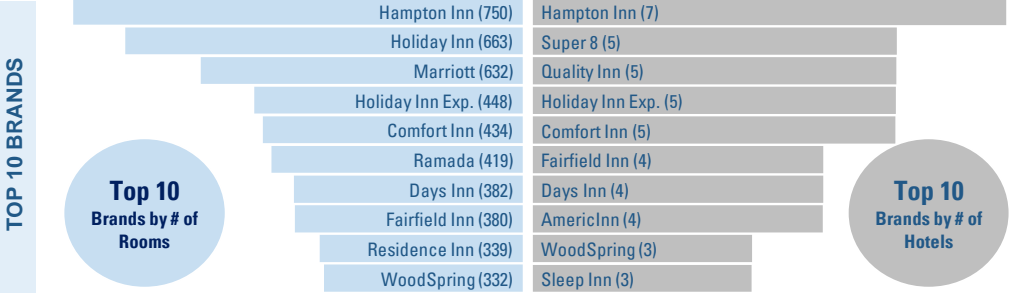 TOP 10 BRANDS
Hampton Inn (750)
Holiday Inn (663)
Marriott (632)
Holiday Inn Exp. (448)
Comfort Inn (434)
Ramada (419)
Days Inn (382)
Fairfield Inn (380)
Residence Inn (339)
WoodSpring (332)
Top 10
Brands by # of
Rooms
Hampton Inn (7)
Super 8 (5)
Quality Inn (5)
Holiday Inn Exp. (5)
Comfort Inn (5)
Fairfield Inn (4)
Days Inn (4)
AmericInn (4)
WoodSpring (3)
Sleep Inn (3)
Top 10
Brands by # of
Hotels